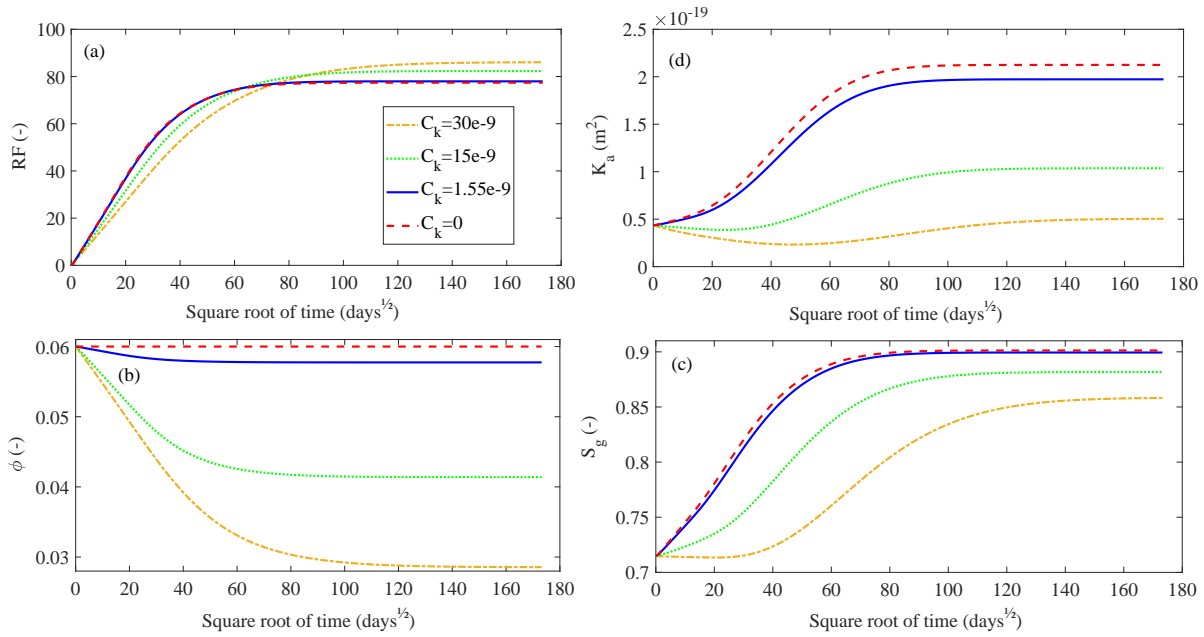 (a)
100
80
60
40
20
0
RF (-)
0 20 40 60 80 100 120 140 160 180
Square root of time (days^½)
C_k=30e-9
C_k=15e-9
C_k=1.55e-9
C_k=0
×10^-19
(d)
2.5
2
1.5
1
0.5
0
K_a (m²)
0 20 40 60 80 100 120 140 160 180
Square root of time (days^½)
(b)
0.06
0.05
0.04
0.03
ϕ (-)
0 20 40 60 80 100 120 140 160 180
Square root of time (days^½)
(c)
0.9
0.85
0.8
0.75
0.7
S_g (-)
0 20 40 60 80 100 120 140 160 180
Square root of time (days^½)